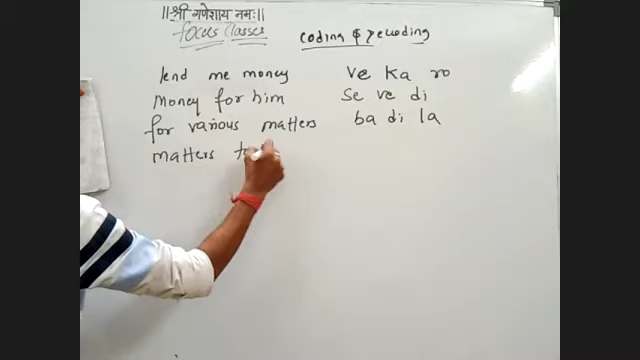 ॥ श्री गणेशाय नमः ॥
focus Classes
Coding & Decoding
lend me money ve ka ro
money for him se ve di
for various matters ba di la
matters